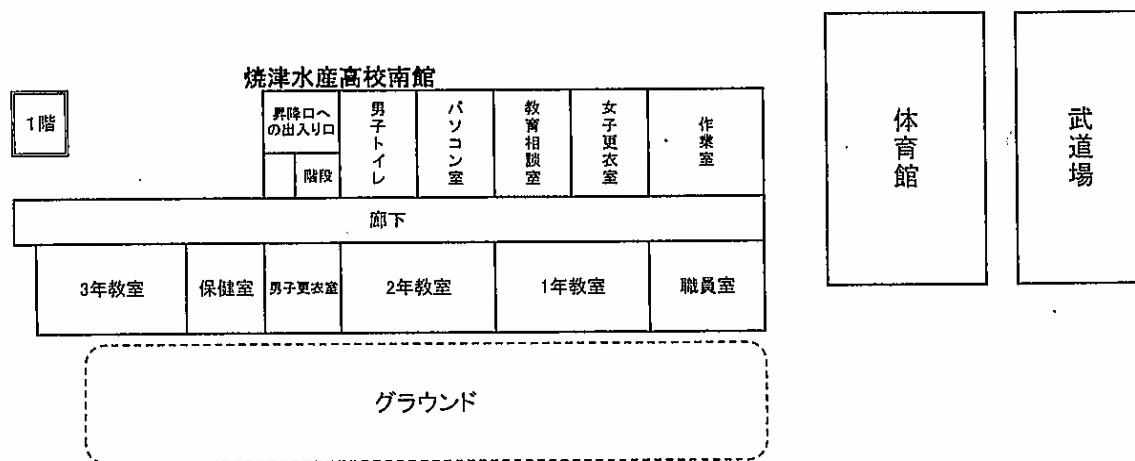 焼津水産高校南館
1階
昇降口へ
の出入り口
階段
男子トイレ
パソコン室
教育相談室
女子更衣室
作業室
体育館
武道場
廊下
3年教室
保健室
男子更衣室
2年教室
1年教室
職員室
グラウンド